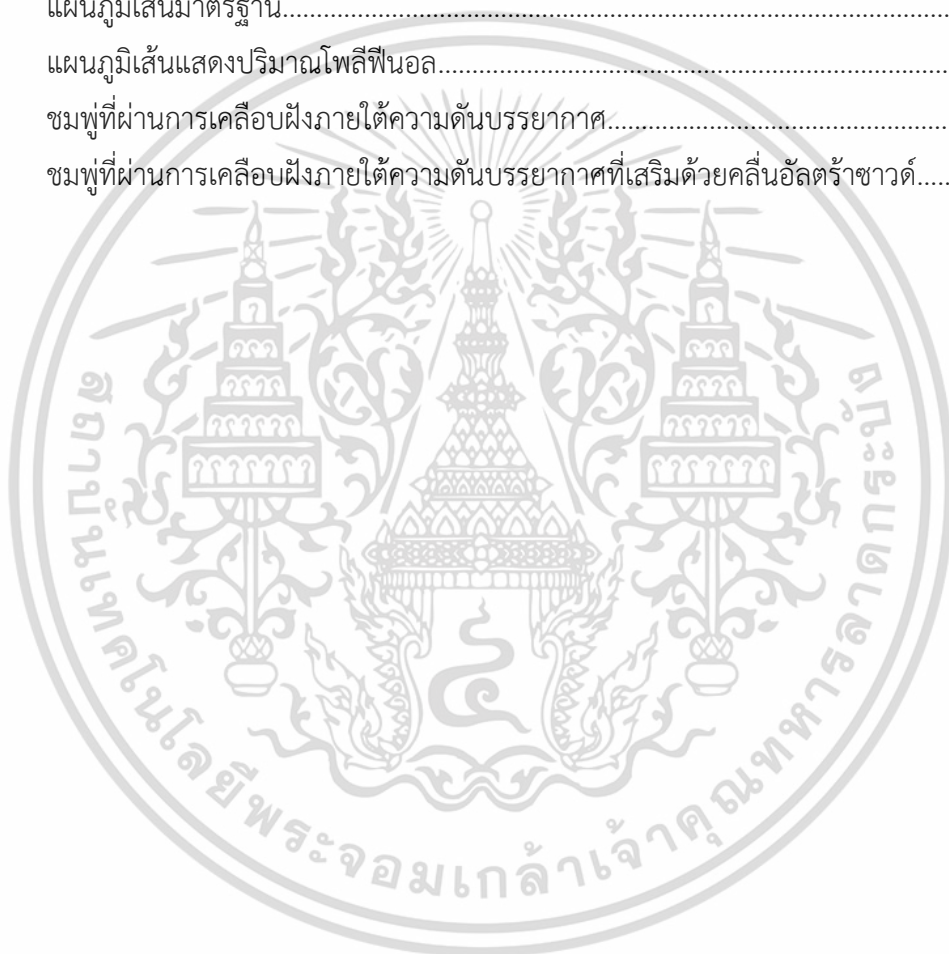 แผนภูมิเส้นมาตรฐาน........................................................................................................
แผนภูมิเส้นแสดงปริมาณโพลีฟีนอล................................................................................
ชมพู่ที่ผ่านการเคลือบฝังภายใต้ความดันบรรยากาศ....................................................
ชมพู่ที่ผ่านการเคลือบฝังภายใต้ความดันบรรยากาศที่เสริมด้วยคลื่นอัลตร้าซาวด์.....
สถาบันเทคโนโลยีพระจอมเกล้าเจ้าคุณทหารลาดกระบัง